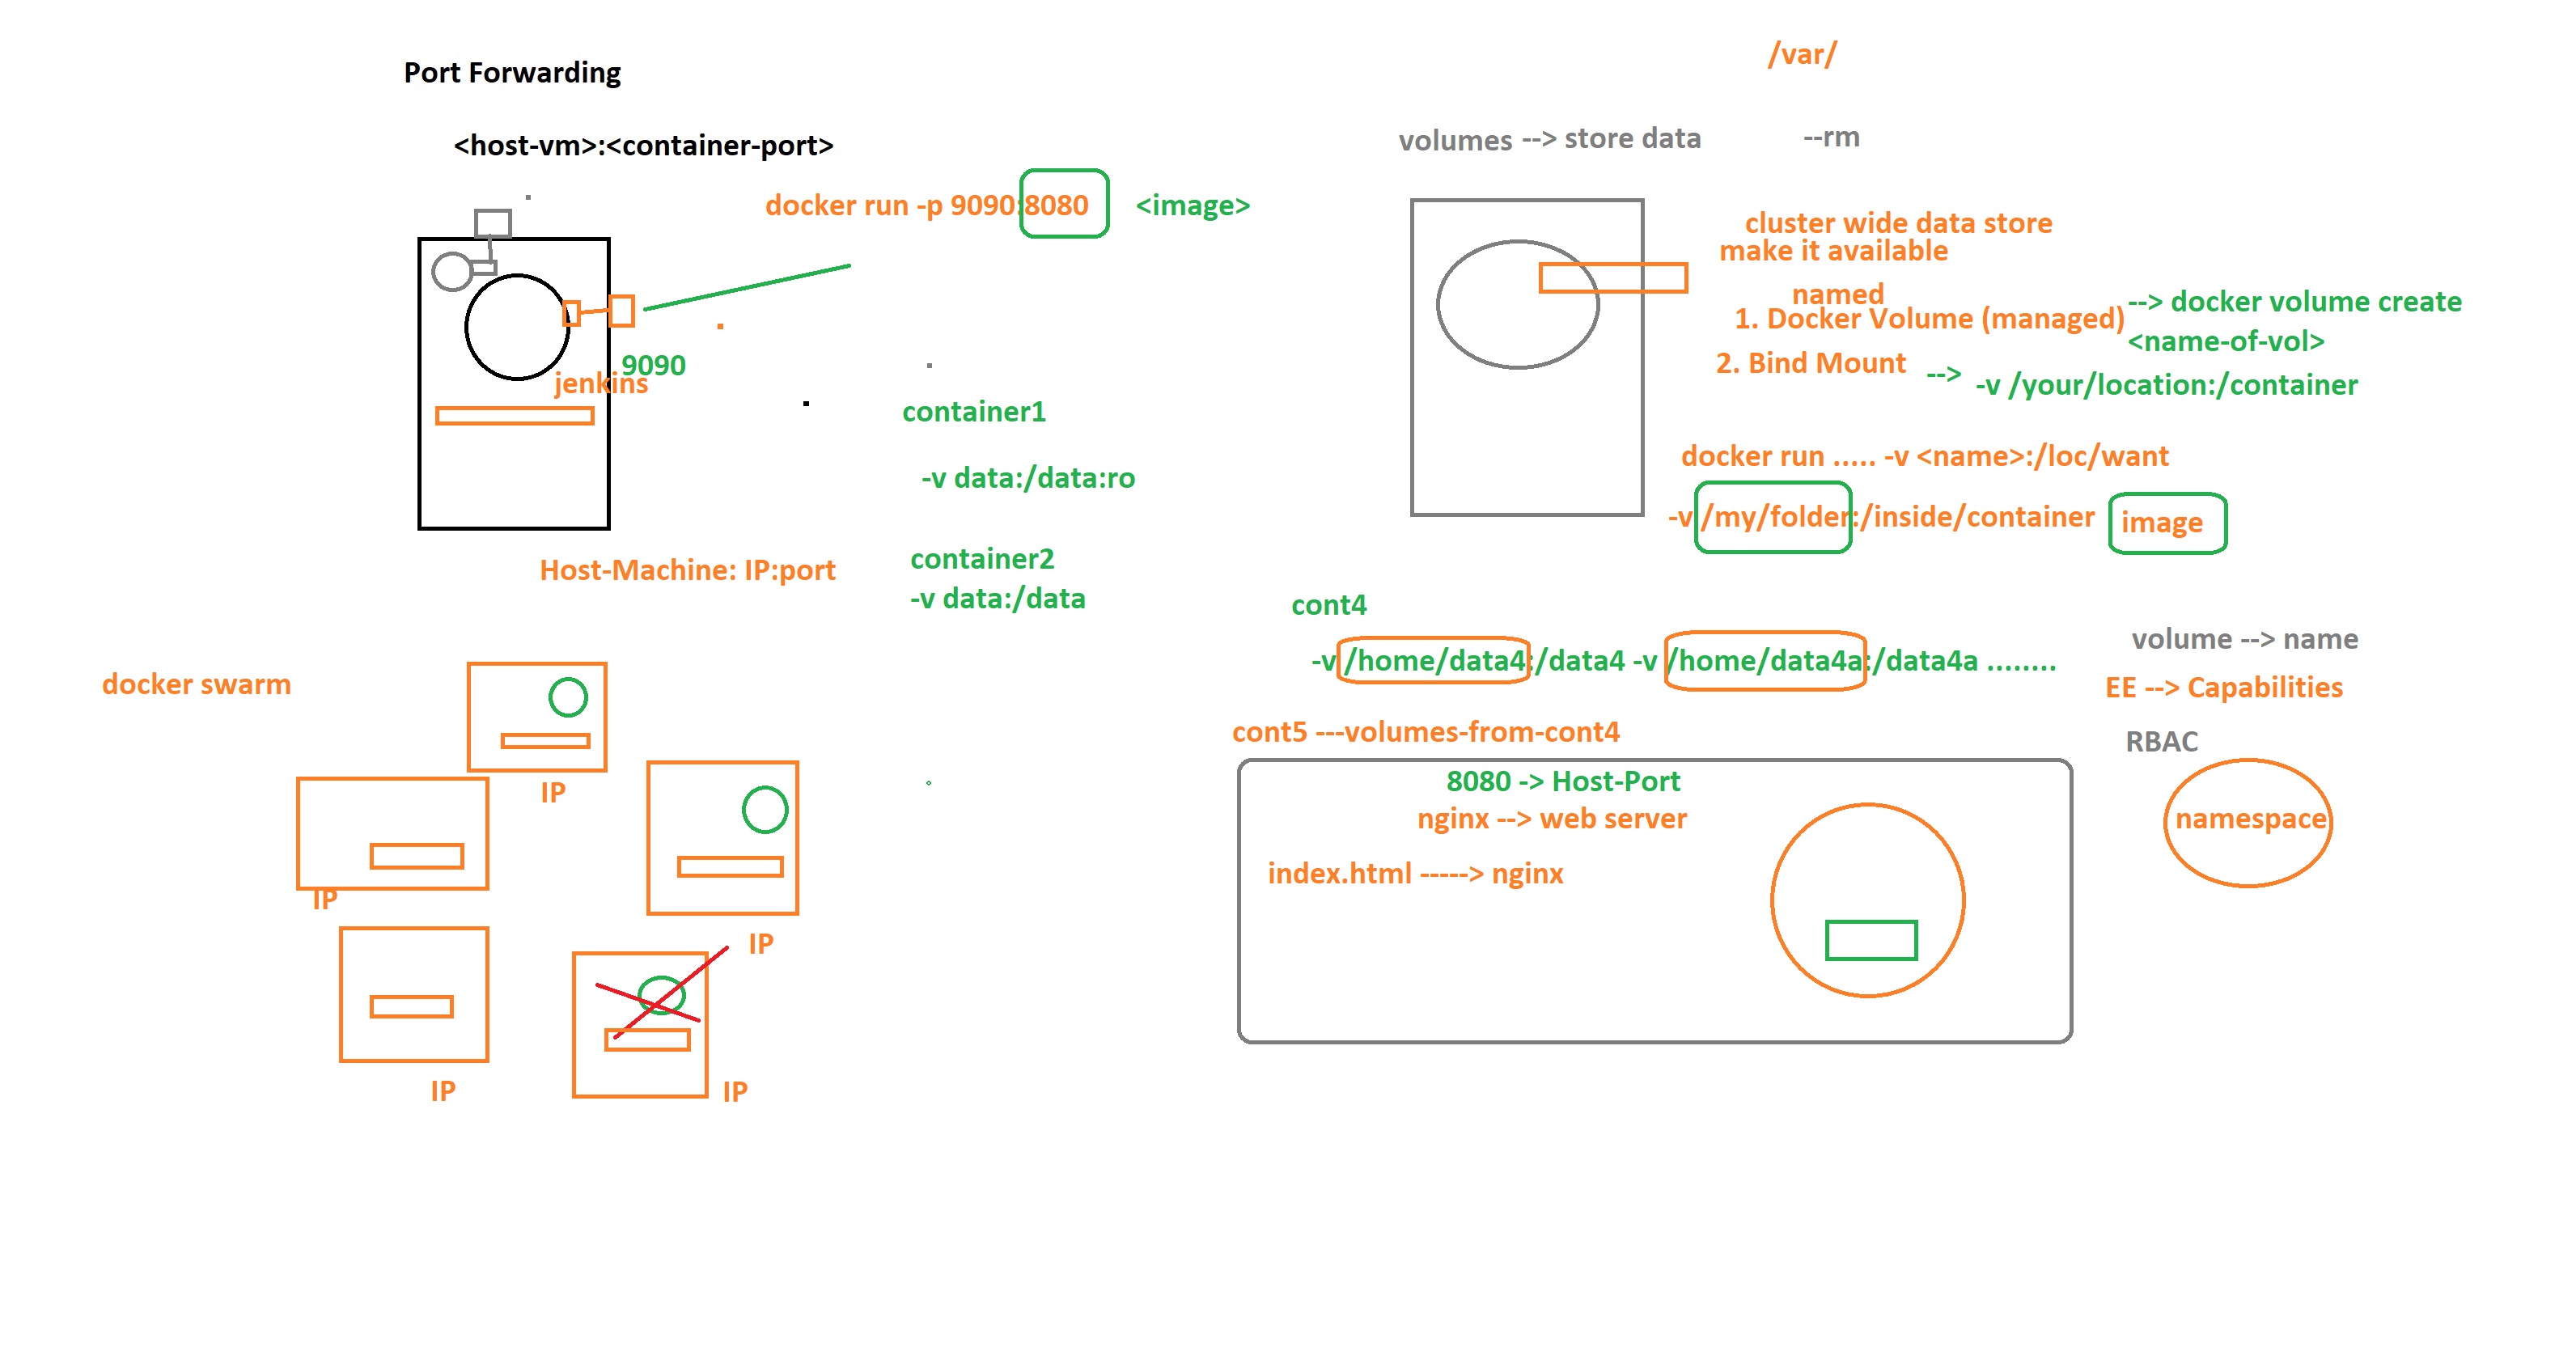 Port Forwarding
<host-vm>:<container-port>
docker run -p 9090:8080 <image>
9090
jenkins
container1
-v data:/data:ro
container2
-v data:/data
Host-Machine: IP:port
docker swarm
IP
IP
IP
IP
IP
/var/
volumes --> store data
--rm
cluster wide data store
make it available
named
1. Docker Volume (managed)
--> docker volume create
<name-of-vol>
2. Bind Mount --> -v /your/location:/container
docker run ..... -v <name>:/loc/want
-v /my/folder:/inside/container image
cont4
-v /home/data4:/data4 -v /home/data4a:/data4a ........
cont5 ---volumes-from-cont4
8080 -> Host-Port
nginx --> web server
index.html -----> nginx
volume --> name
EE --> Capabilities
RBAC
namespace